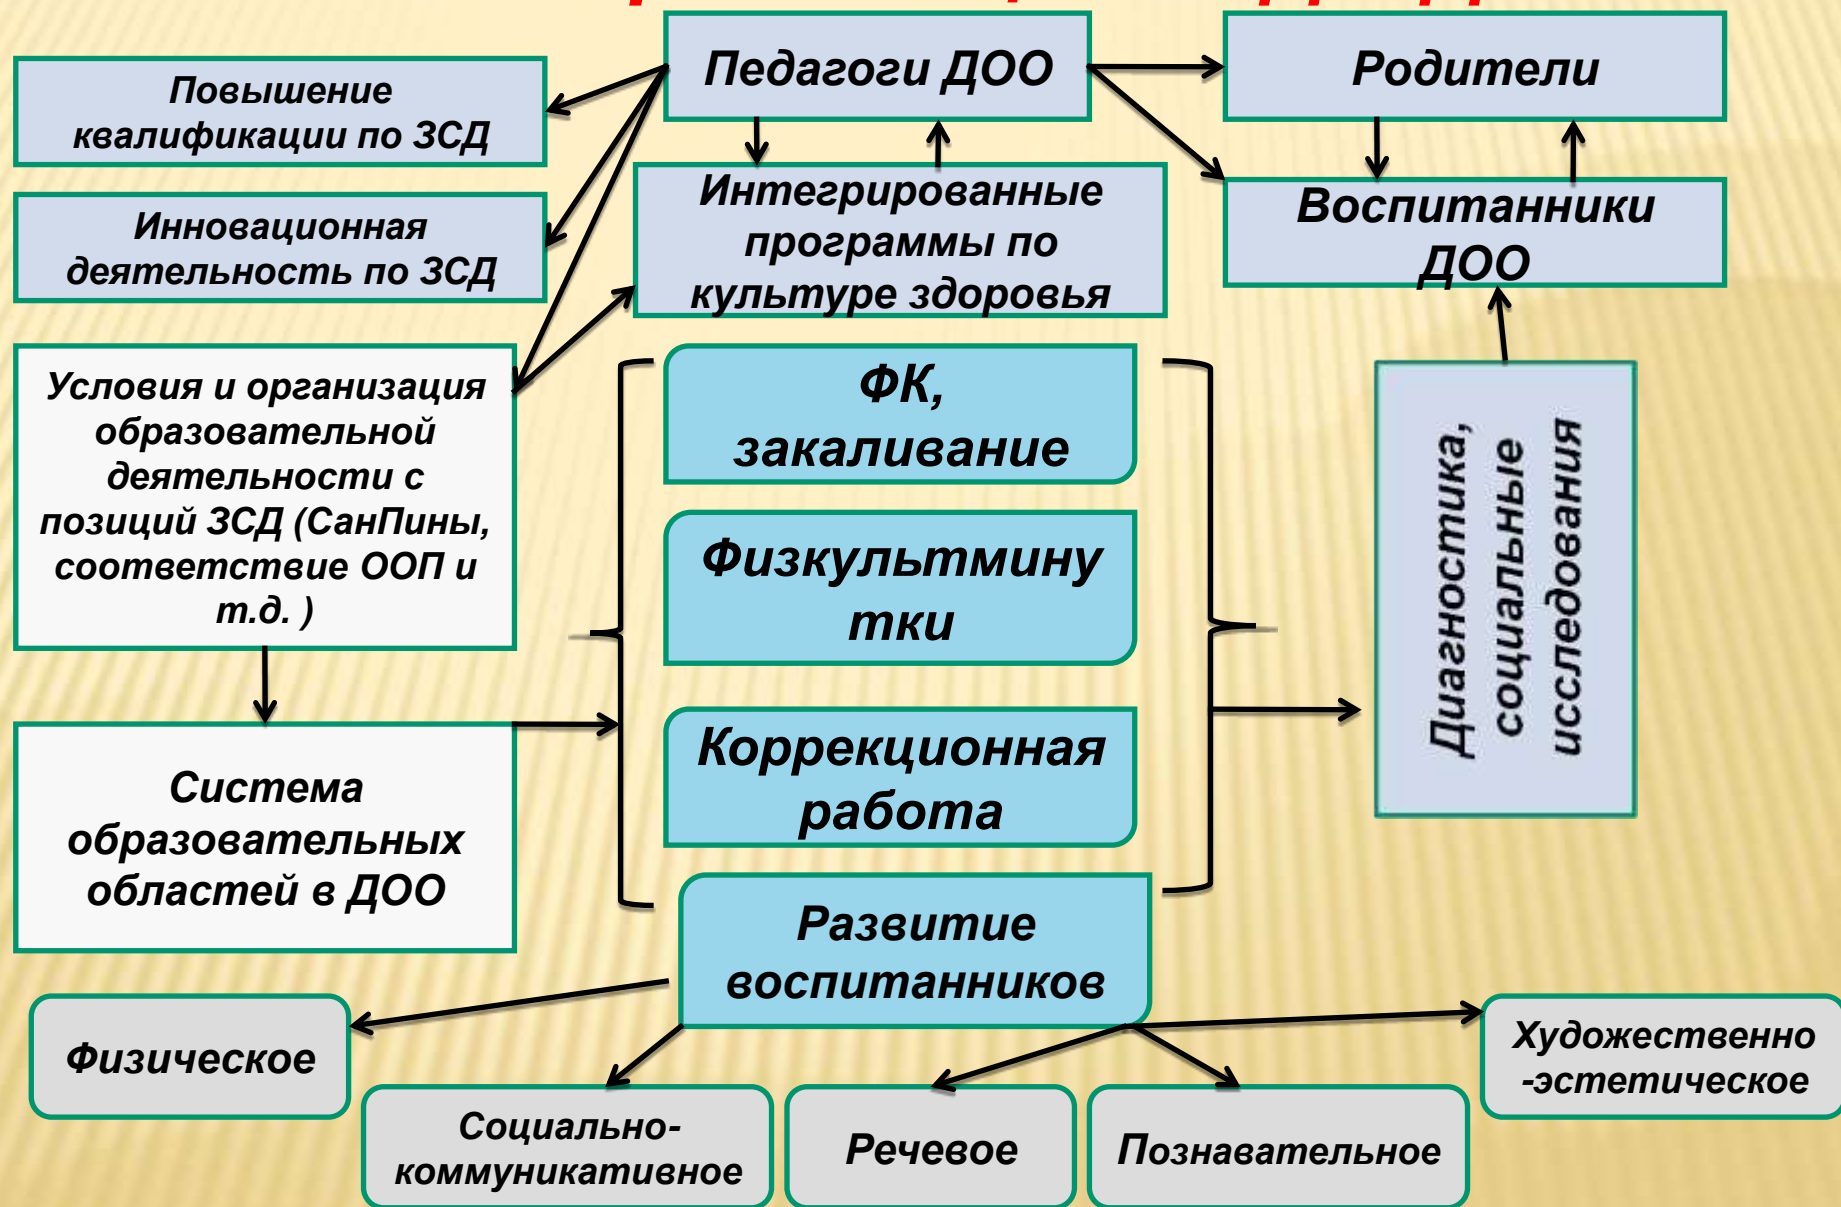 Педагоги ДОО
Родители
Повышение
квалификации по ЗСД
Интегрированные
программы по
культуре здоровья
Воспитанники
ДОО
Инновационная
деятельность по ЗСД
Условия и организация
образовательной
деятельности с
позиций ЗСД (СанПины,
соответствие ООП и
т.д. )
ФК,
закаливание
Физкультмину
тки
Коррекционная
работа
Диагностика,
социальные
исследования
Система
образовательных
областей в ДОО
Развитие
воспитанников
Физическое
Социально-
коммуникативное
Речевое
Познавательное
Художественно
-эстетическое